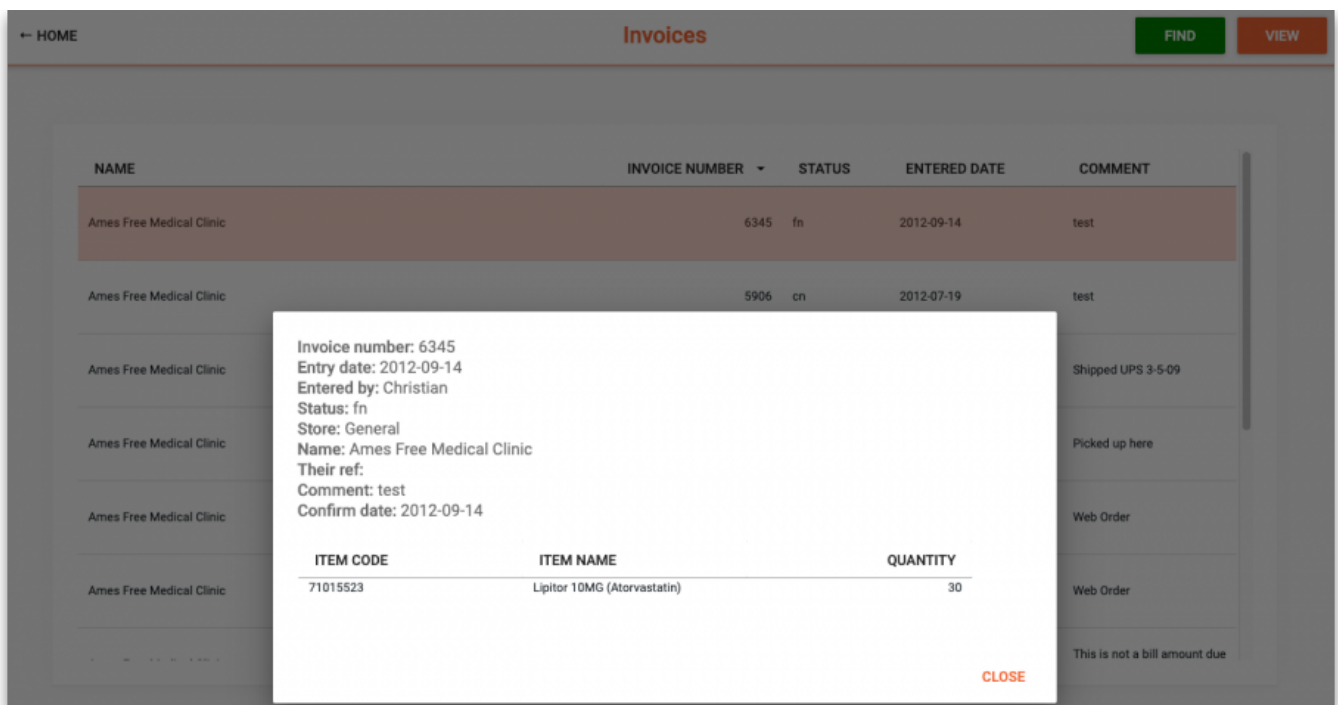 ← HOME Invoices FIND VIEW
NAME INVOICE NUMBER STATUS ENTERED DATE COMMENT
Ames Free Medical Clinic 6345 fn 2012-09-14 test
Ames Free Medical Clinic 5906 cn 2012-07-19 test
Ames Free Medical Clinic Shipped UPS 3-5-09
Ames Free Medical Clinic Picked up here
Ames Free Medical Clinic Web Order
Ames Free Medical Clinic Web Order
This is not a bill amount due
Invoice number: 6345
Entry date: 2012-09-14
Entered by: Christian
Status: fn
Store: General
Name: Ames Free Medical Clinic
Their ref:
Comment: test
Confirm date: 2012-09-14
ITEM CODE ITEM NAME QUANTITY
71015523 Lipitor 10MG (Atorvastatin) 30
CLOSE